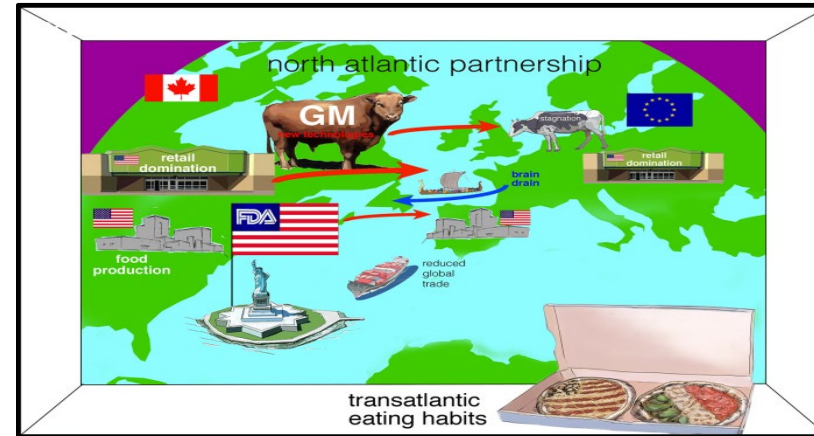 north atlantic partnership
GM
new technologies
stagnation
retail
domination
retail
domination
brain
drain
FDA
food
production
reduced
global
trade
transatlantic
eating habits